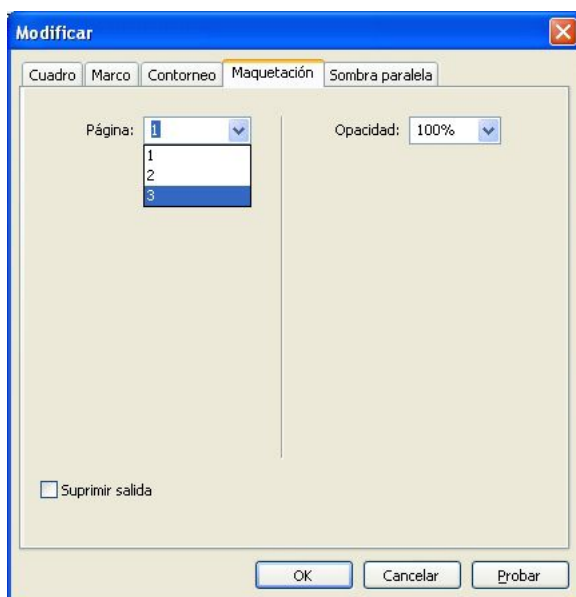 Modificar
Cuadro Marco Contorneo Maquetación Sombra paralela
Página: 1 Opacidad: 100%
1
2
3
Suprimir salida
OK Cancelar Probar